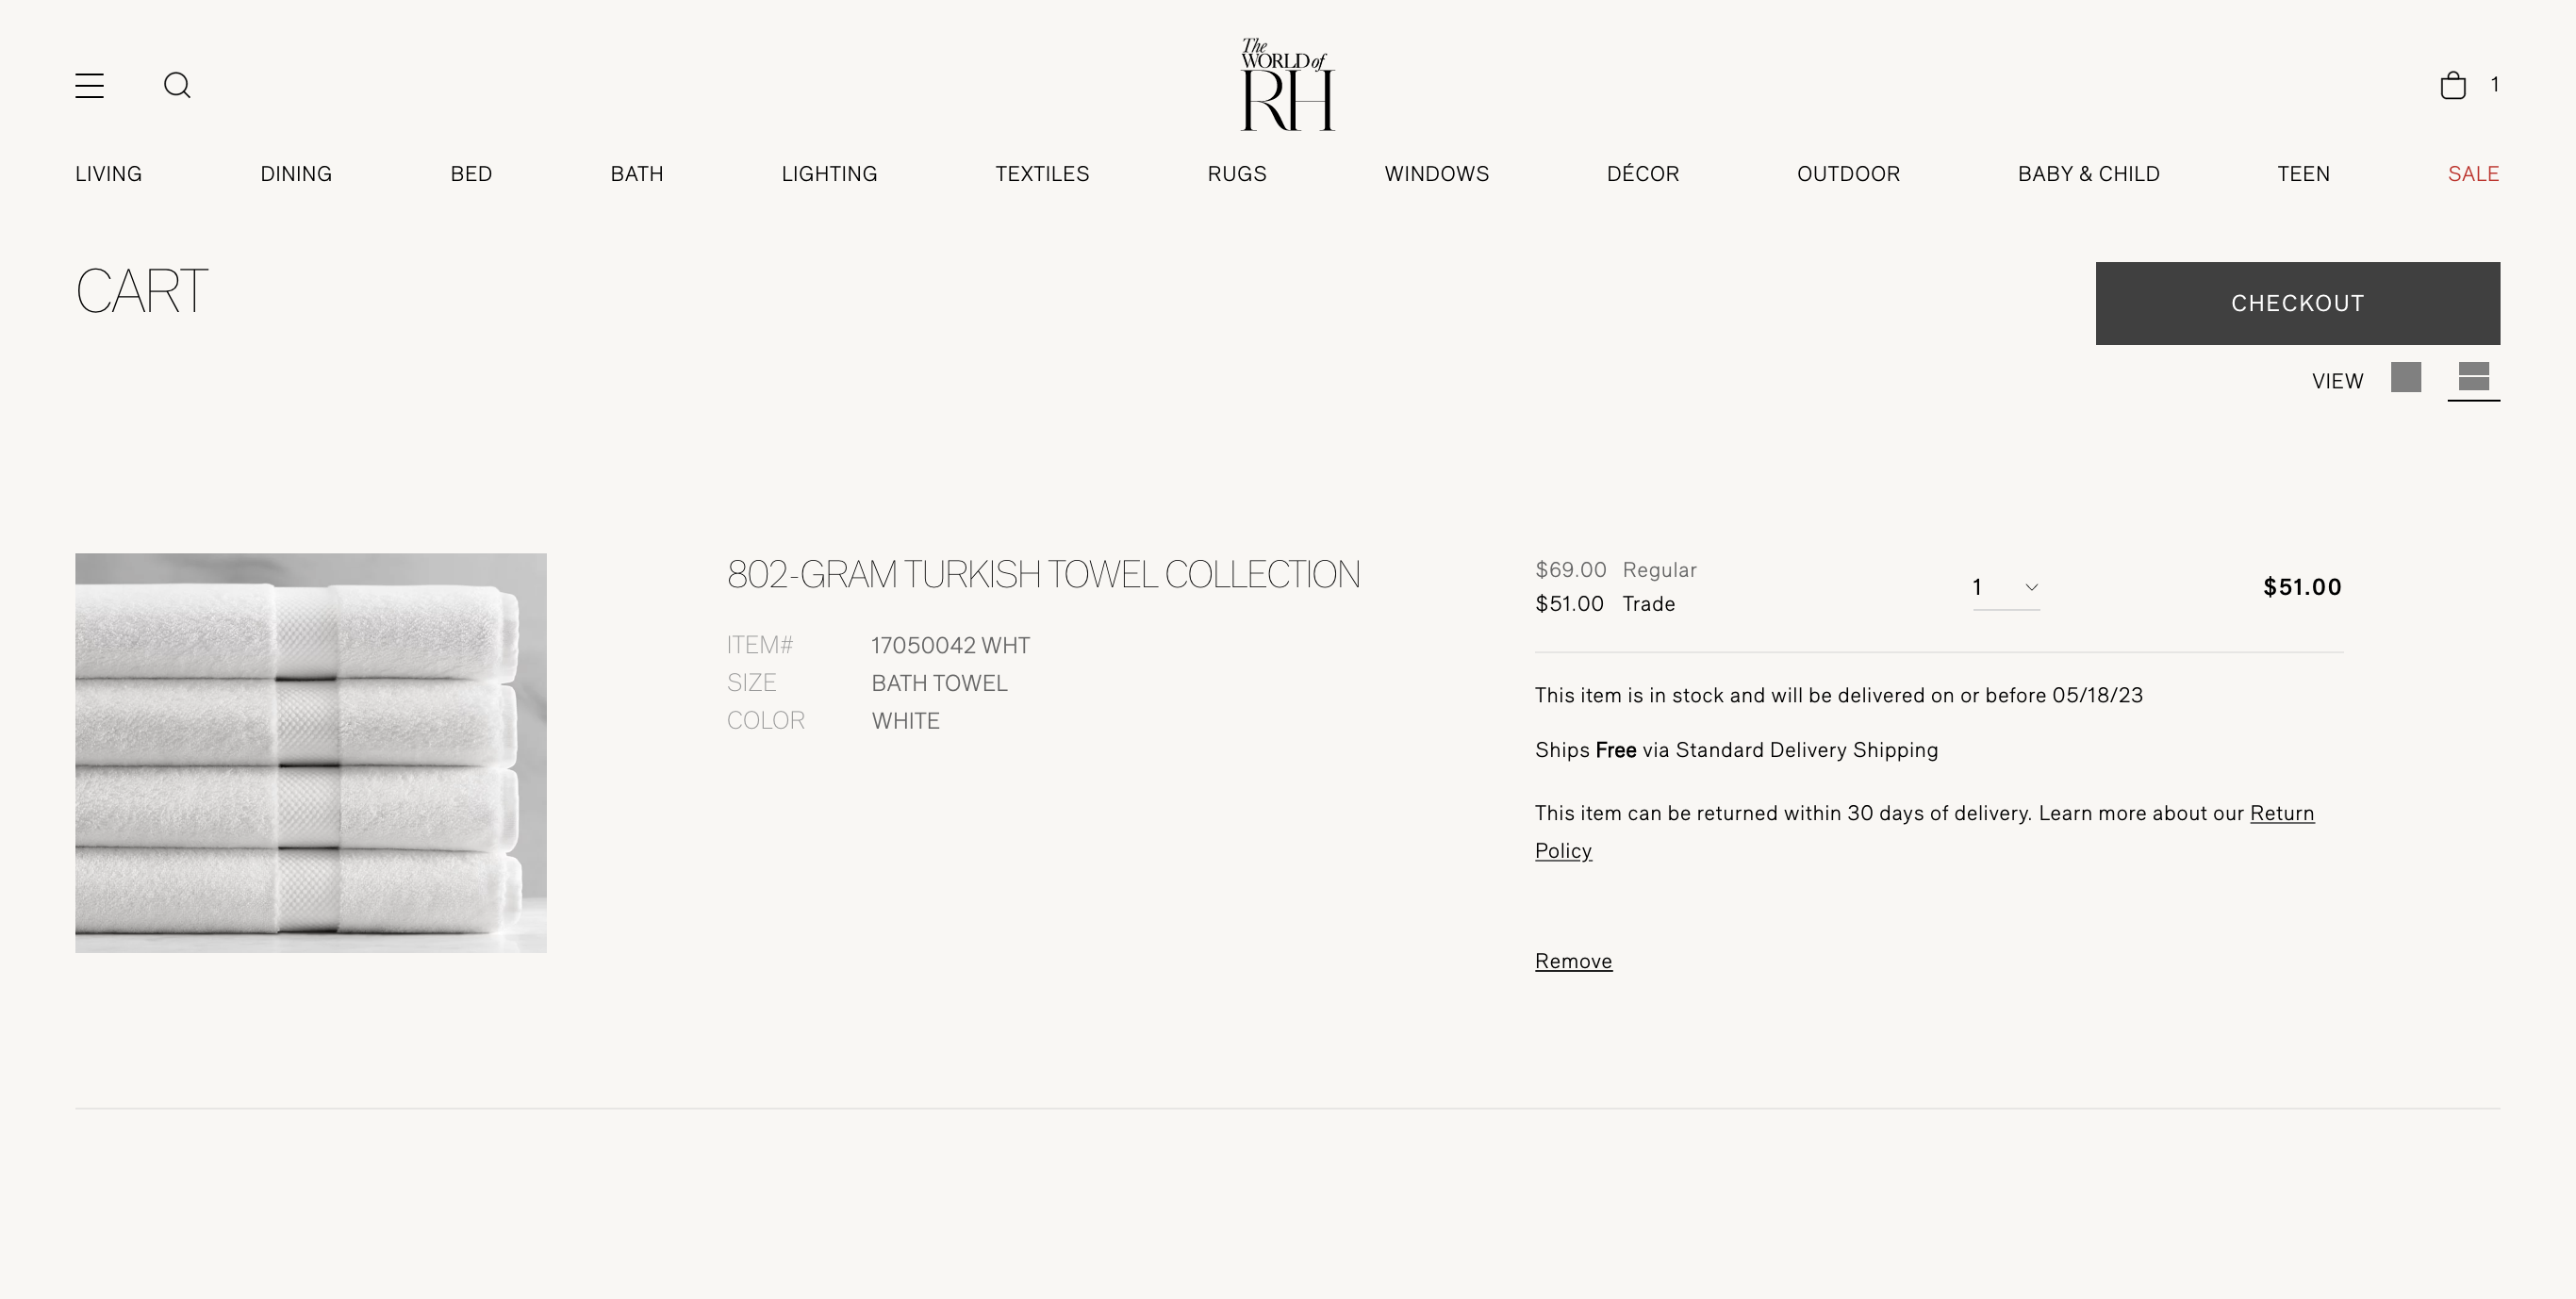 The
WORLD of
RH
1
LIVING DINING BED BATH LIGHTING TEXTILES RUGS WINDOWS DÉCOR OUTDOOR BABY & CHILD TEEN SALE
CART
CHECKOUT
VIEW
802-GRAM TURKISH TOWEL COLLECTION
ITEM# 17050042 WHT
SIZE BATH TOWEL
COLOR WHITE
$69.00 Regular
$51.00 Trade
1
$51.00
This item is in stock and will be delivered on or before 05/18/23
Ships Free via Standard Delivery Shipping
This item can be returned within 30 days of delivery. Learn more about our Return
Policy
Remove